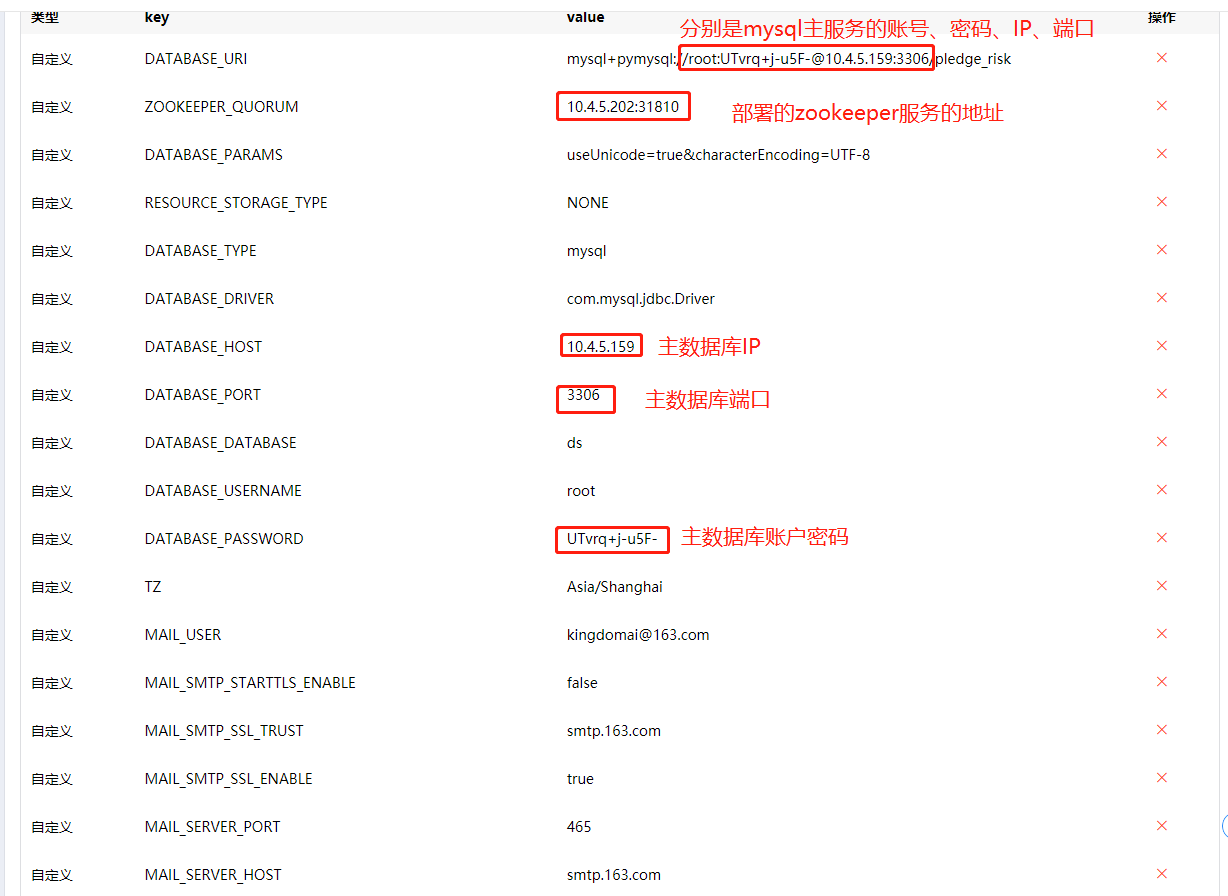 类型 key value 操作
分别是mysql主服务的账号、密码、IP、端口
自定义 DATABASE_URI mysql+pymysql://root:UTvrq+j-u5F-@10.4.5.159:3306/pledge_risk ×
自定义 ZOOKEEPER_QUORUM 10.4.5.202:31810 部署的zookeeper服务的地址 ×
自定义 DATABASE_PARAMS useUnicode=true&characterEncoding=UTF-8 ×
自定义 RESOURCE_STORAGE_TYPE NONE ×
自定义 DATABASE_TYPE mysql ×
自定义 DATABASE_DRIVER com.mysql.jdbc.Driver ×
自定义 DATABASE_HOST 10.4.5.159 主数据库IP ×
自定义 DATABASE_PORT 3306 主数据库端口 ×
自定义 DATABASE_DATABASE ds ×
自定义 DATABASE_USERNAME root ×
自定义 DATABASE_PASSWORD UTvrq+j-u5F- 主数据库账户密码 ×
自定义 TZ Asia/Shanghai ×
自定义 MAIL_USER kingdomai@163.com ×
自定义 MAIL_SMTP_STARTTLS_ENABLE false ×
自定义 MAIL_SMTP_SSL_TRUST smtp.163.com ×
自定义 MAIL_SMTP_SSL_ENABLE true ×
自定义 MAIL_SERVER_PORT 465 ×
自定义 MAIL_SERVER_HOST smtp.163.com ×